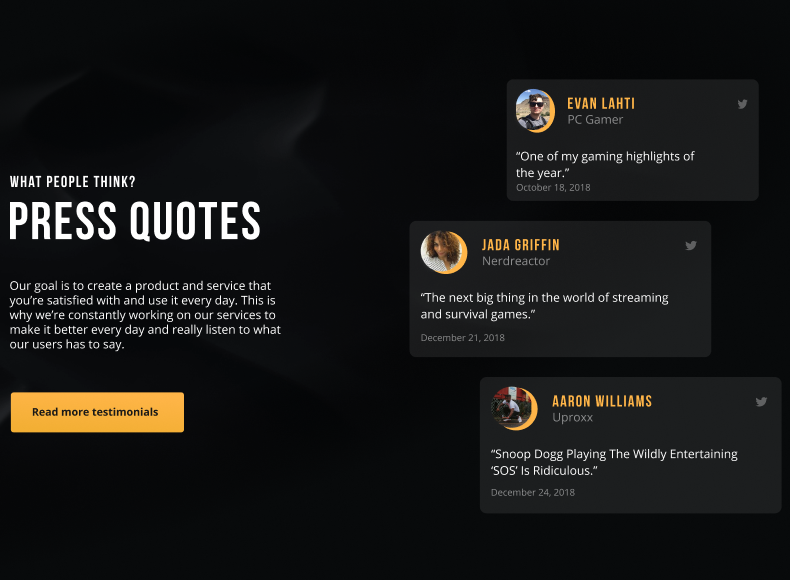 WHAT PEOPLE THINK?
PRESS QUOTES
Our goal is to create a product and service that
you’re satisfied with and use it every day. This is
why we’re constantly working on our services to
make it better every day and really listen to what
our users has to say.
Read more testimonials
EVAN LAHTI
PC Gamer
“One of my gaming highlights of
the year.”
October 18, 2018
JADA GRIFFIN
Nerdreactor
“The next big thing in the world of streaming
and survival games.”
December 21, 2018
AARON WILLIAMS
Uproxx
“Snoop Dogg Playing The Wildly Entertaining
‘SOS’ Is Ridiculous.”
December 24, 2018